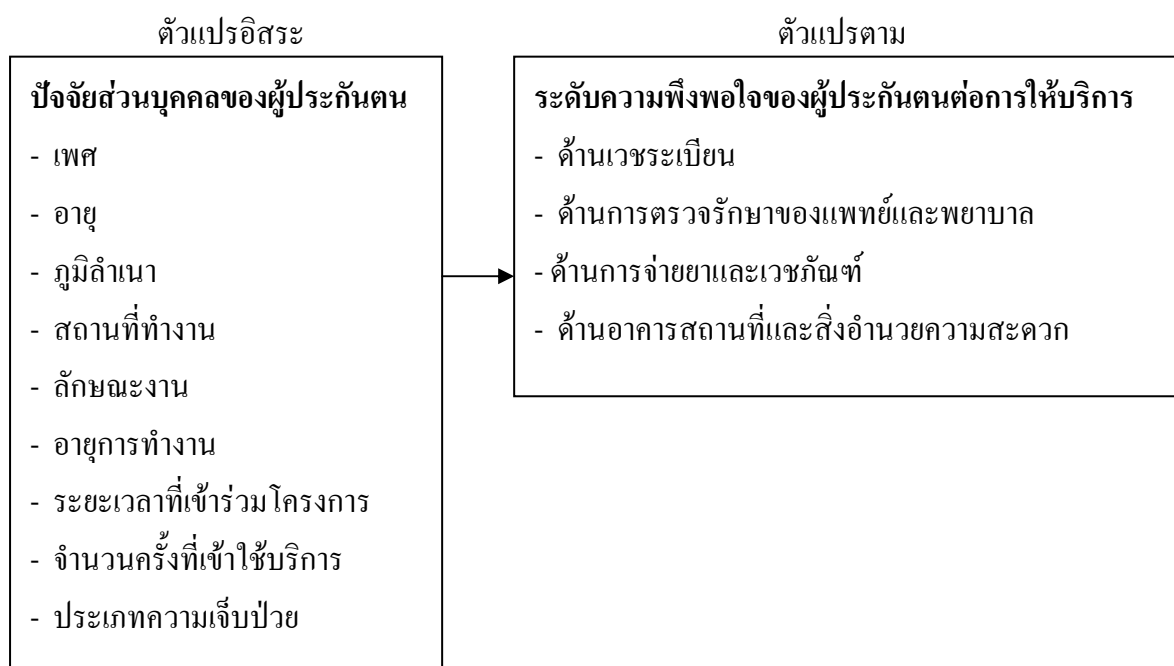 ตัวแปรอิสระ
ปัจจัยส่วนบุคคลของผู้ประกันตน
- เพศ
- อายุ
- ภูมิลำเนา
- สถานที่ทำงาน
- ลักษณะงาน
- อายุการทำงาน
- ระยะเวลาที่เข้าร่วมโครงการ
- จำนวนครั้งที่เข้าใช้บริการ
- ประเภทความเจ็บป่วย
ตัวแปรตาม
ระดับความพึงพอใจของผู้ประกันตนต่อการให้บริการ
- ด้านเวชระเบียน
- ด้านการตรวจรักษาของแพทย์และพยาบาล
- ด้านการจ่ายยาและเวชภัณฑ์
- ด้านอาคารสถานที่และสิ่งอำนวยความสะดวก